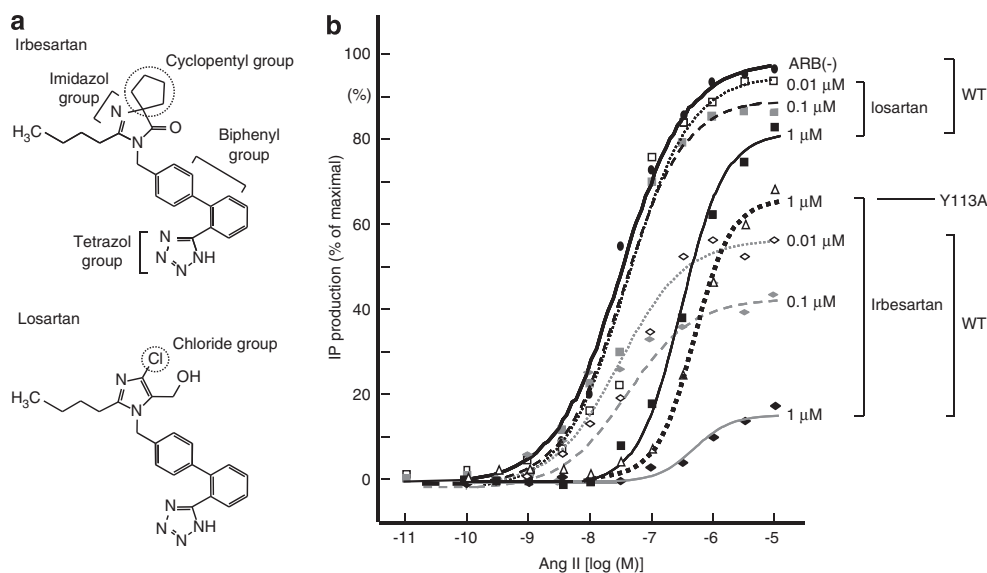 a
Irbesartan
Cyclopentyl group
Imidazol
group
N
O
H₃C
N
Biphenyl
group
Tetrazol
group
N
N
N
NH
Losartan
Chloride group
Cl
N
OH
H₃C
N
N
N
N
NH
b
100
(%)
80
60
40
20
0
IP production (% of maximal)
-11
-10
-9
-8
-7
-6
-5
Ang II [log (M)]
ARB(-)
0.01 μM
0.1 μM
1 μM
losartan
WT
1 μM
Y113A
0.01 μM
0.1 μM
1 μM
Irbesartan
WT